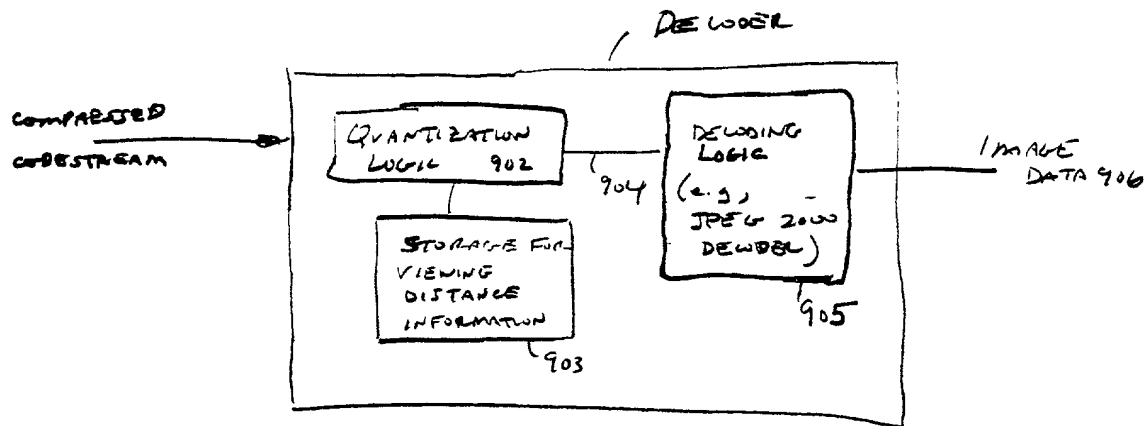 DECODER
COMPRESSED
CODESTREAM
QUANTIZATION
LOGIC 902
904
STORAGE FOR
VIEWING
DISTANCE
INFORMATION
903
DECODING
LOGIC
(e.g.,
JPEG 2000
DECODER)
905
IMAGE
DATA 906